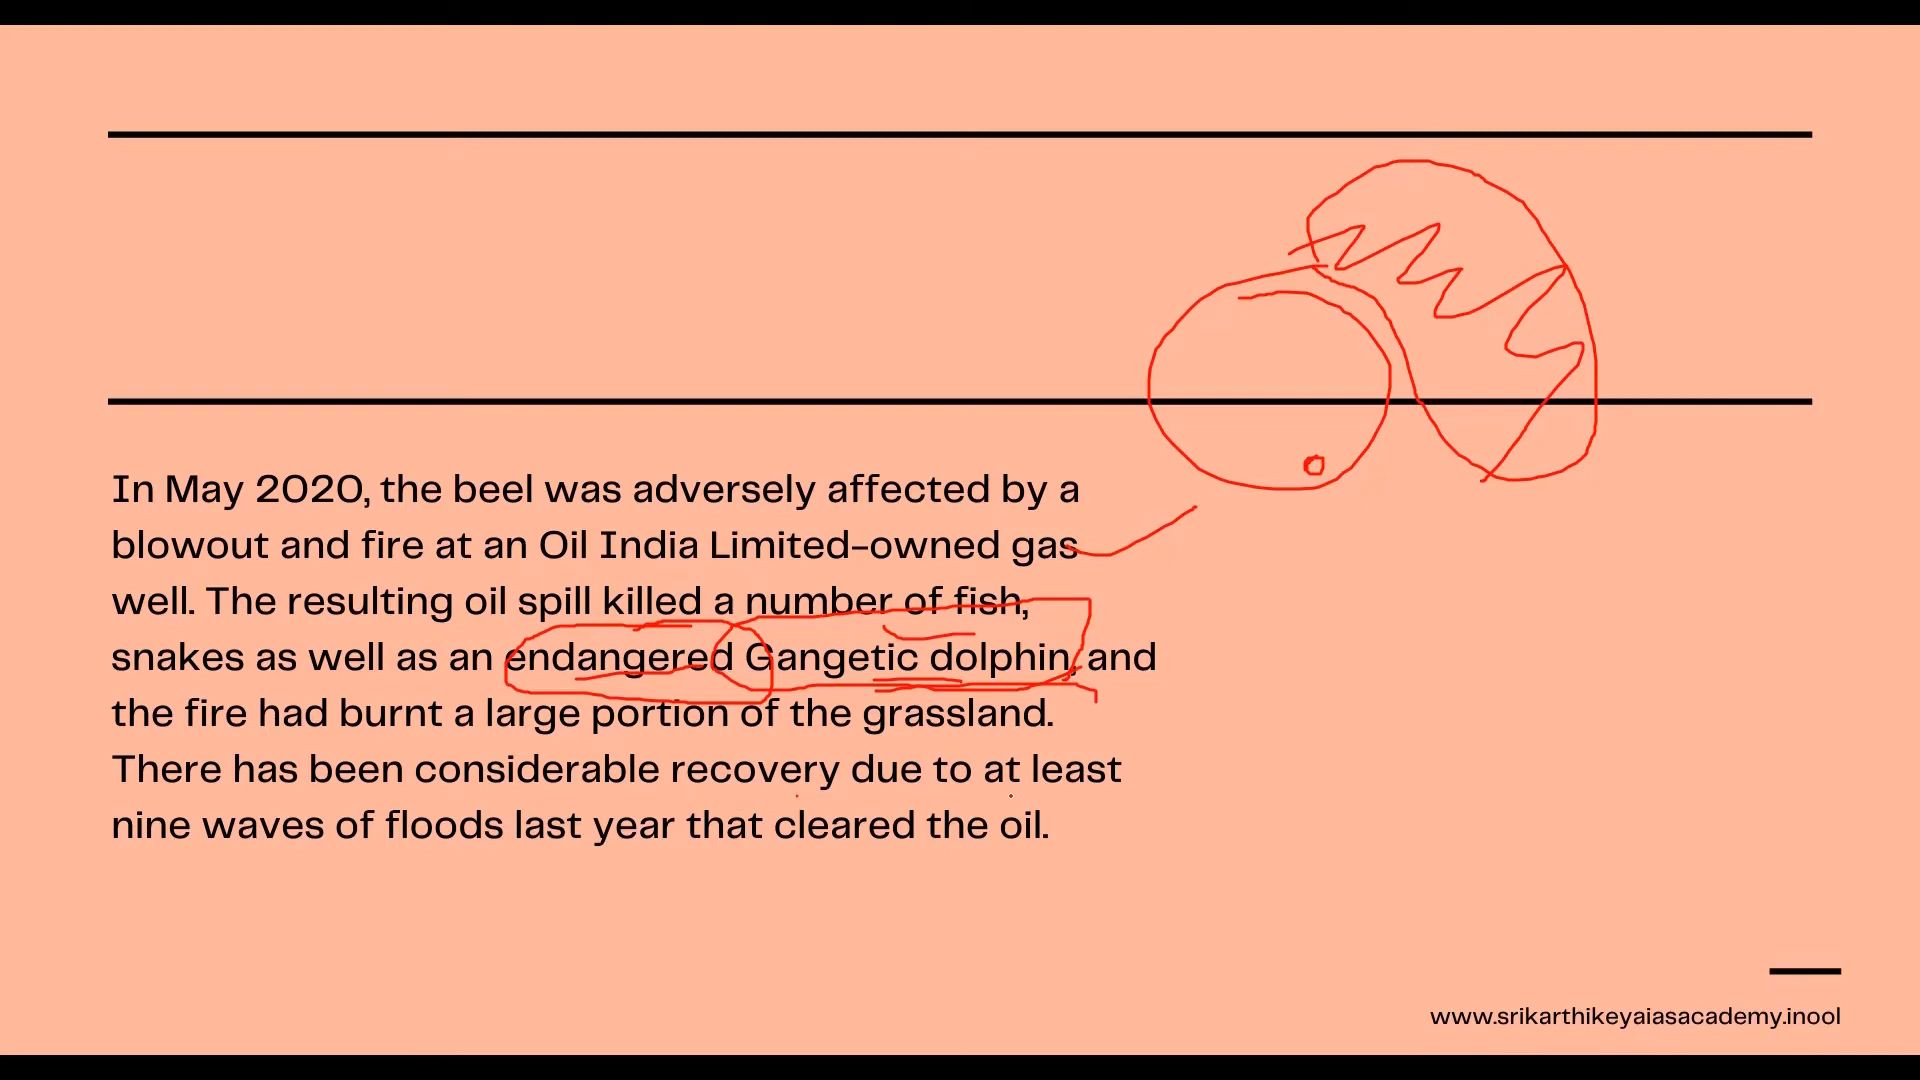 In May 2020, the beel was adversely affected by a
blowout and fire at an Oil India Limited-owned gas
well. The resulting oil spill killed a number of fish,
snakes as well as an endangered Gangetic dolphin, and
the fire had burnt a large portion of the grassland.
There has been considerable recovery due to at least
nine waves of floods last year that cleared the oil.
www.srikarthikeyaiasacademy.inool